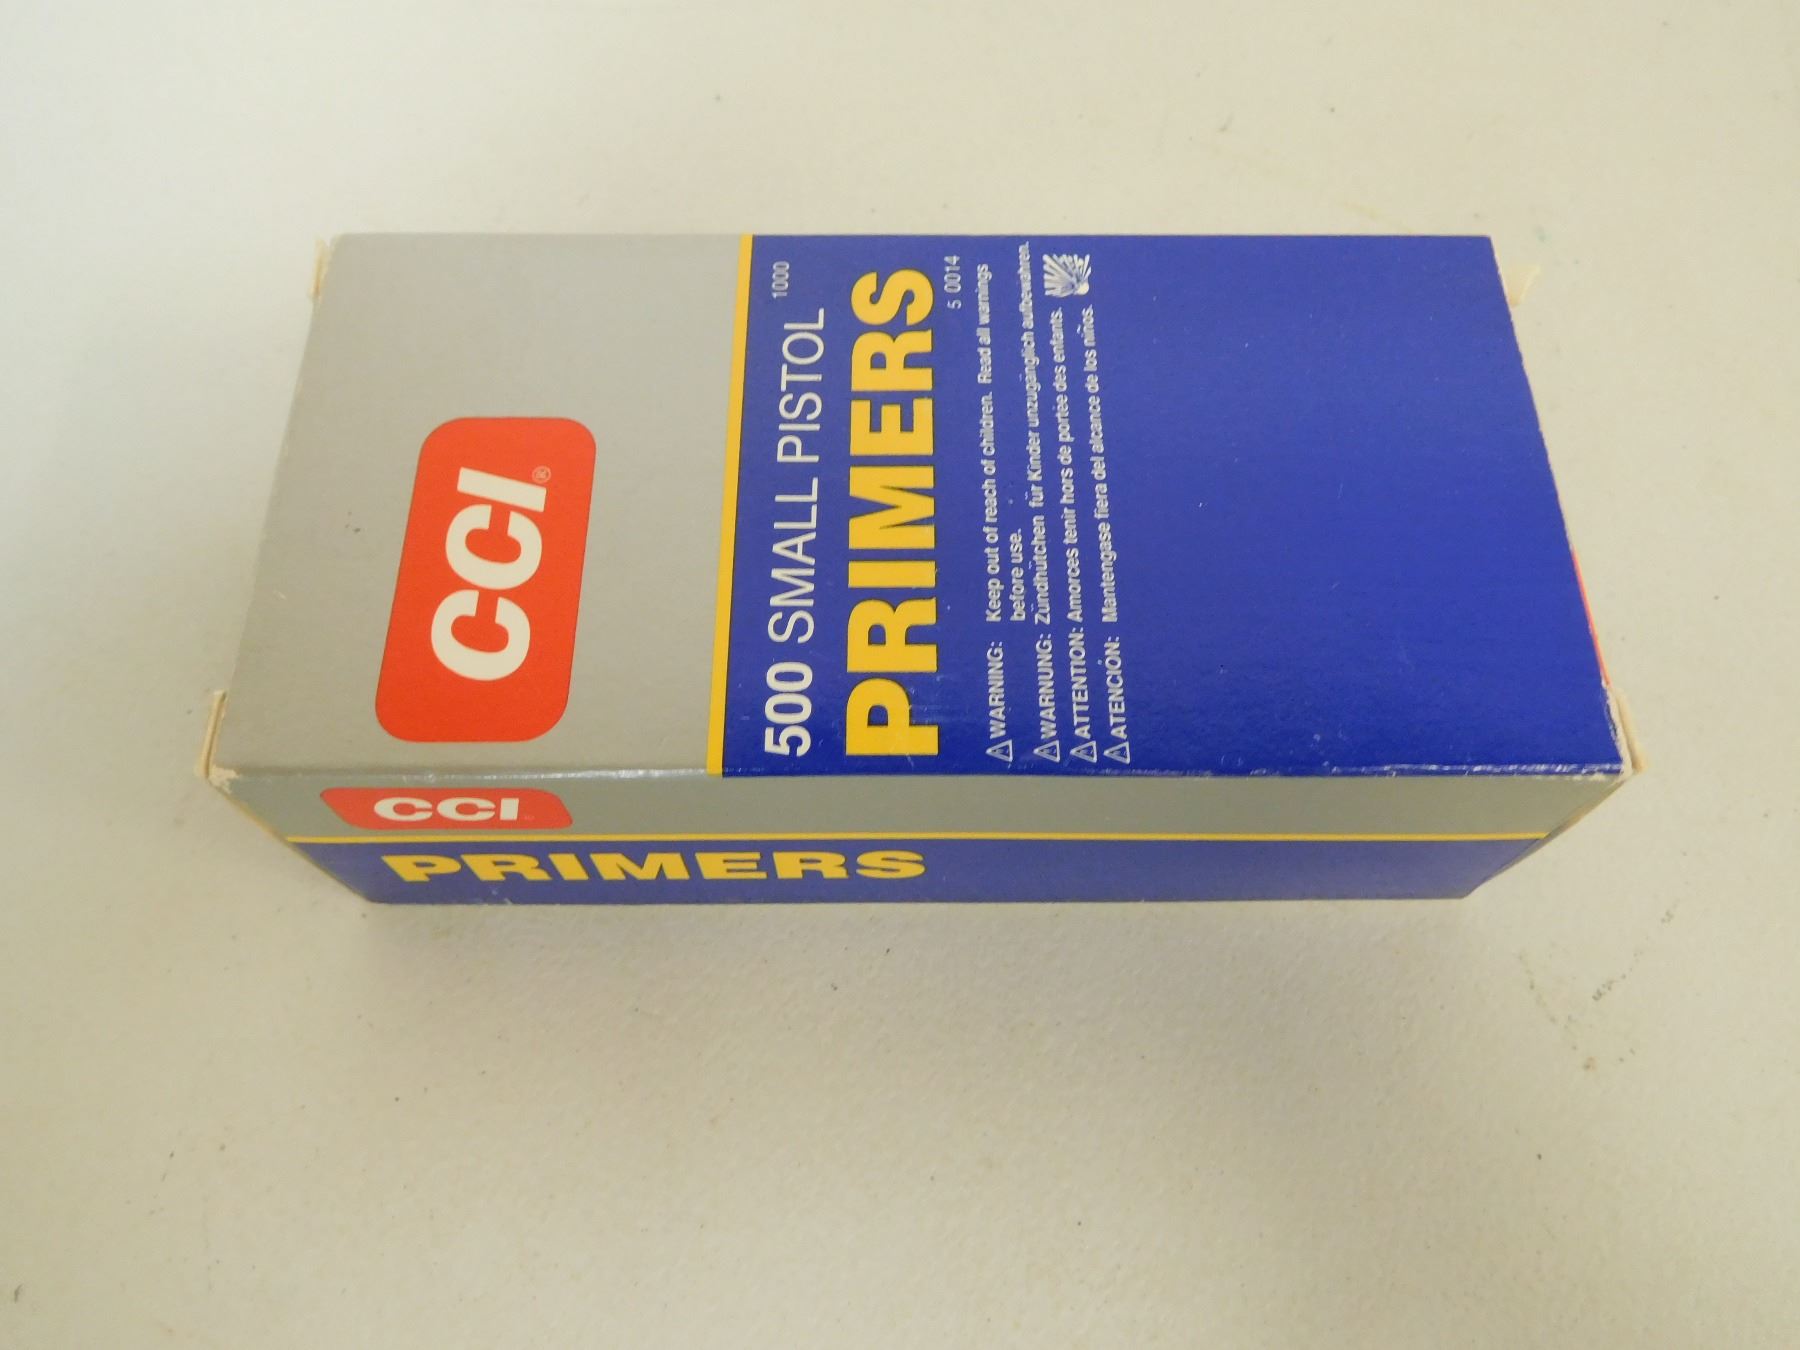 CCI®
1000
500 SMALL PISTOL
PRIMERS
5 0014
⚠ WARNING: Keep out of reach of children. Read all warnings
before use.
⚠ WARNUNG: Zündhütchen für Kinder unzugänglich aufbewahren.
⚠ ATTENTION: Amorces tenir hors de portée des enfants.
⚠ ATENCIÓN: Mantengase fiera del alcance de los niños.
CCI
PRIMERS